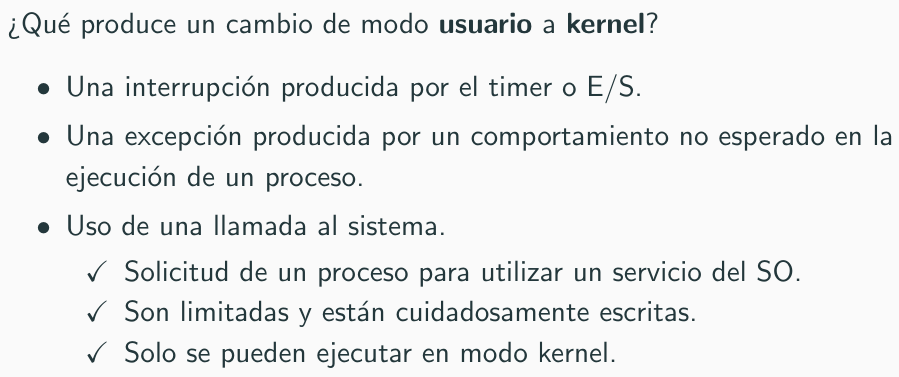 ¿Qué produce un cambio de modo usuario a kernel?
• Una interrupción producida por el timer o E/S.
• Una excepción producida por un comportamiento no esperado en la
ejecución de un proceso.
• Uso de una llamada al sistema.
✓ Solicitud de un proceso para utilizar un servicio del SO.
✓ Son limitadas y están cuidadosamente escritas.
✓ Solo se pueden ejecutar en modo kernel.